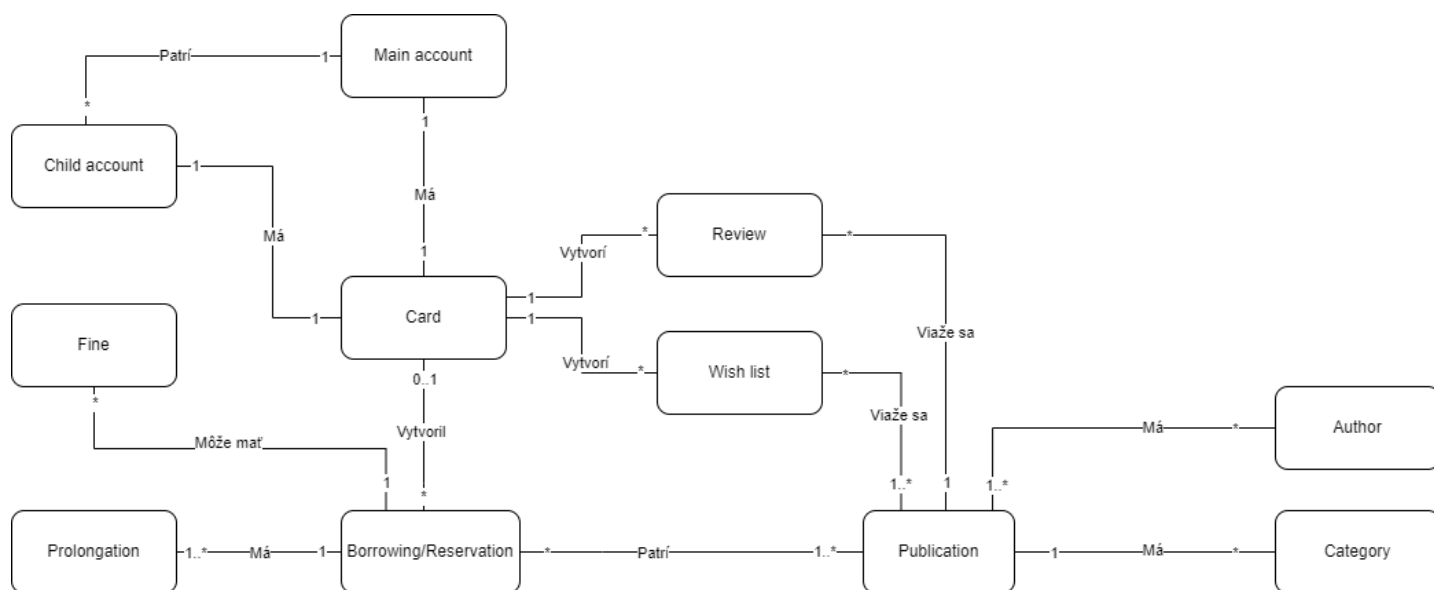 Main account
Patrí
1
*
1
Child account
1
Má
Má
1
Review
*
*
Vytvorí
1
Card
1
1
1
Fine
Viaže sa
Vytvorí
*
Wish list
*
0..1
*
Viaže sa
Author
Vytvoril
Môže mať
Má
*
1
1..*
1
1..*
*
Prolongation
1..*
Má
1
Borrowing/Reservation
*
Patrí
1..*
Publication
1
Má
*
Category